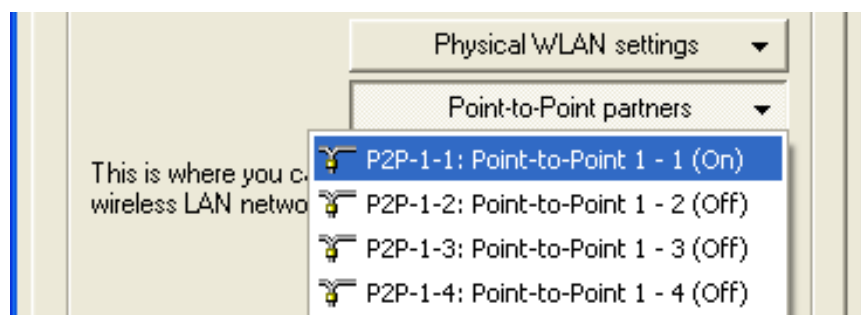 Physical WLAN settings
Point-to-Point partners
P2P-1-1: Point-to-Point 1 - 1 (On)
This is where you
wireless LAN
P2P-1-2: Point-to-Point 1 - 2 (Off)
P2P-1-3: Point-to-Point 1 - 3 (Off)
P2P-1-4: Point-to-Point 1 - 4 (Off)